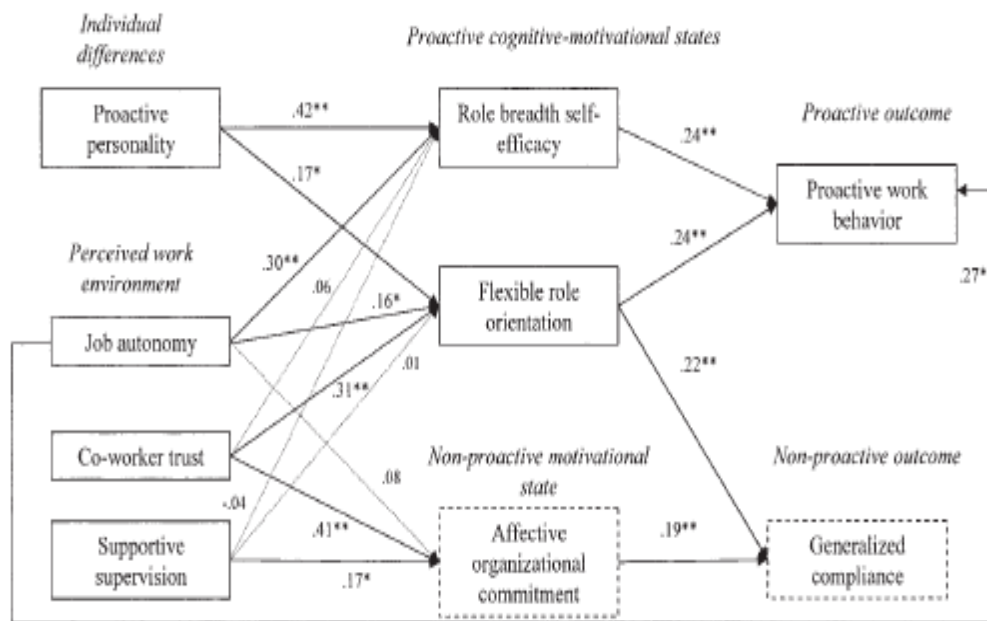 Individual
differences
Proactive cognitive-motivational states
Proactive
personality
.42**
Role breadth self-
efficacy
.24**
Proactive outcome
Proactive work
behavior
.17*
Perceived work
environment
.30**
.06
.24**
.27*
Job autonomy
.16*
Flexible role
orientation
.01
.31**
.22**
Co-worker trust
Non-proactive motivational
state
Non-proactive outcome
.08
-.04
.41**
.19**
Supportive
supervision
.17*
Affective
organizational
commitment
Generalized
compliance